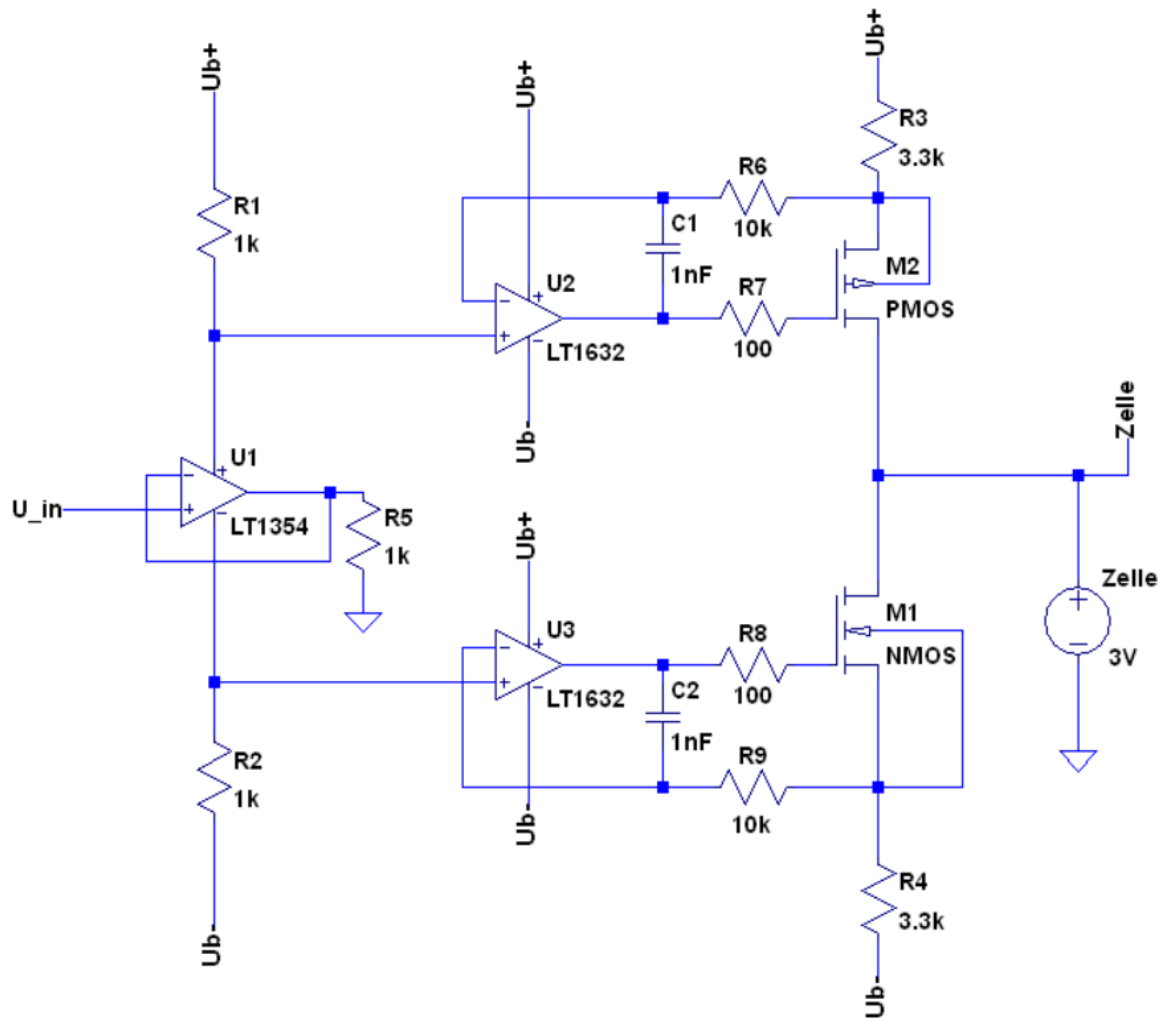 Ub+
Ub+
Ub+
R3
3.3k
R1
1k
R6
10k
C1
1nF
M2
PMOS
U2
LT1632
R7
100
Ub-
Zelle
U1
LT1354
U_in
R5
1k
Ub+
Zelle
3V
U3
LT1632
R8
100
M1
NMOS
C2
1nF
R2
1k
R9
10k
Ub-
R4
3.3k
Ub-
Ub-